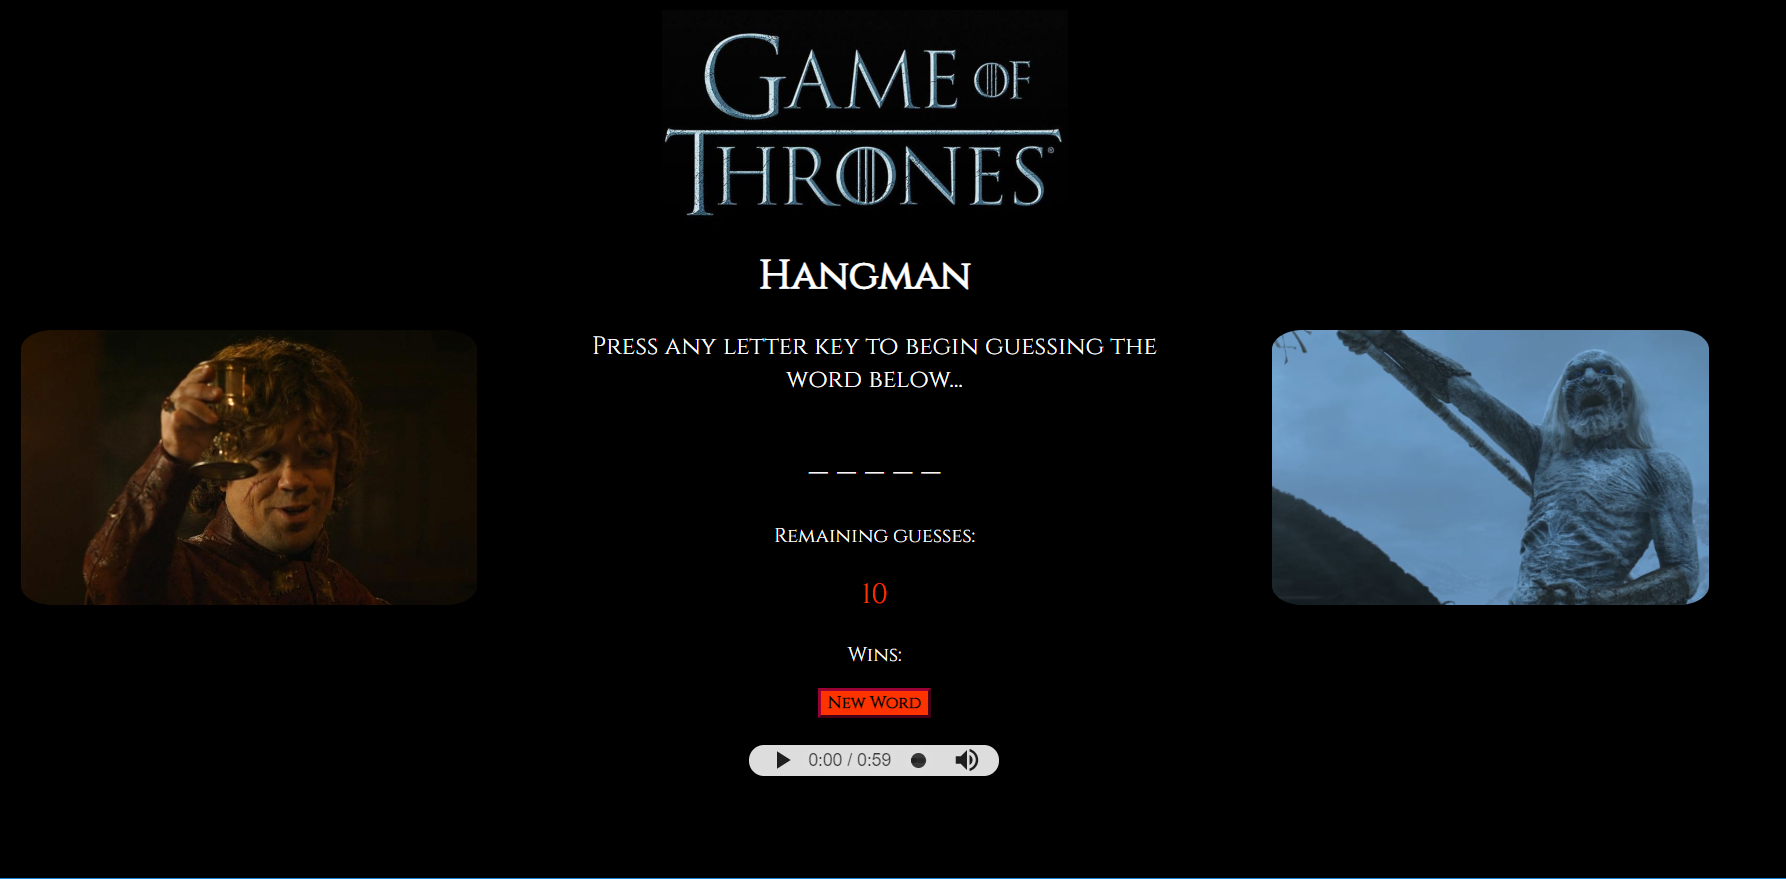 GAME OF
THRONES®
HANGMAN
PRESS ANY LETTER KEY TO BEGIN GUESSING THE
WORD BELOW...
_ _ _ _ _
REMAINING GUESSES:
10
WINS:
NEW WORD
0:00 / 0:59